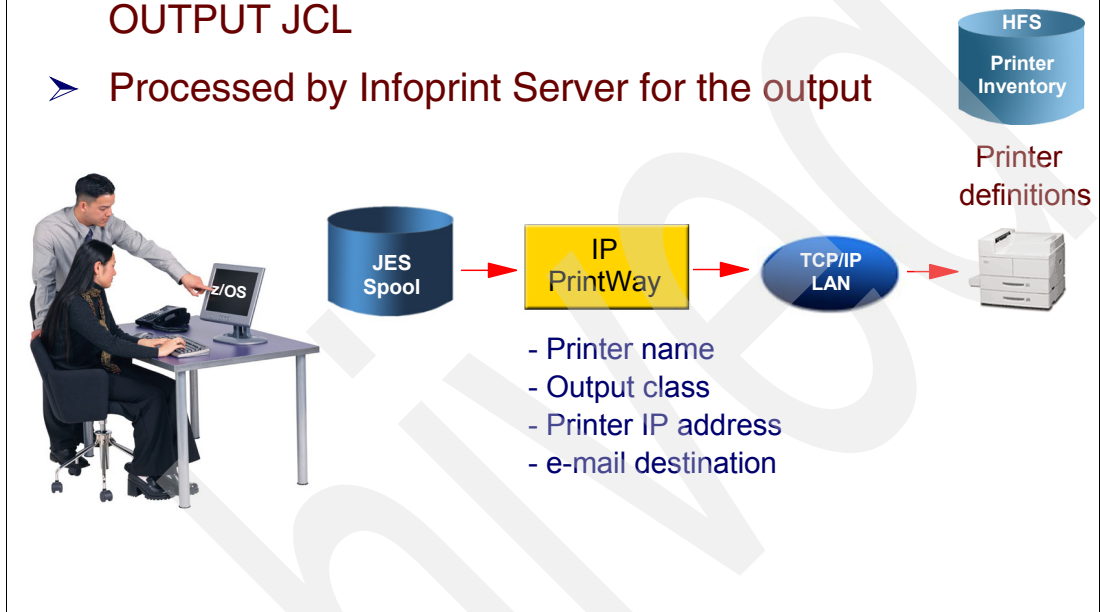 OUTPUT JCL
➢ Processed by Infoprint Server for the output
HFS
Printer
Inventory
Printer
definitions
z/OS
JES
Spool
IP
PrintWay
TCP/IP
LAN
- Printer name
- Output class
- Printer IP address
- e-mail destination